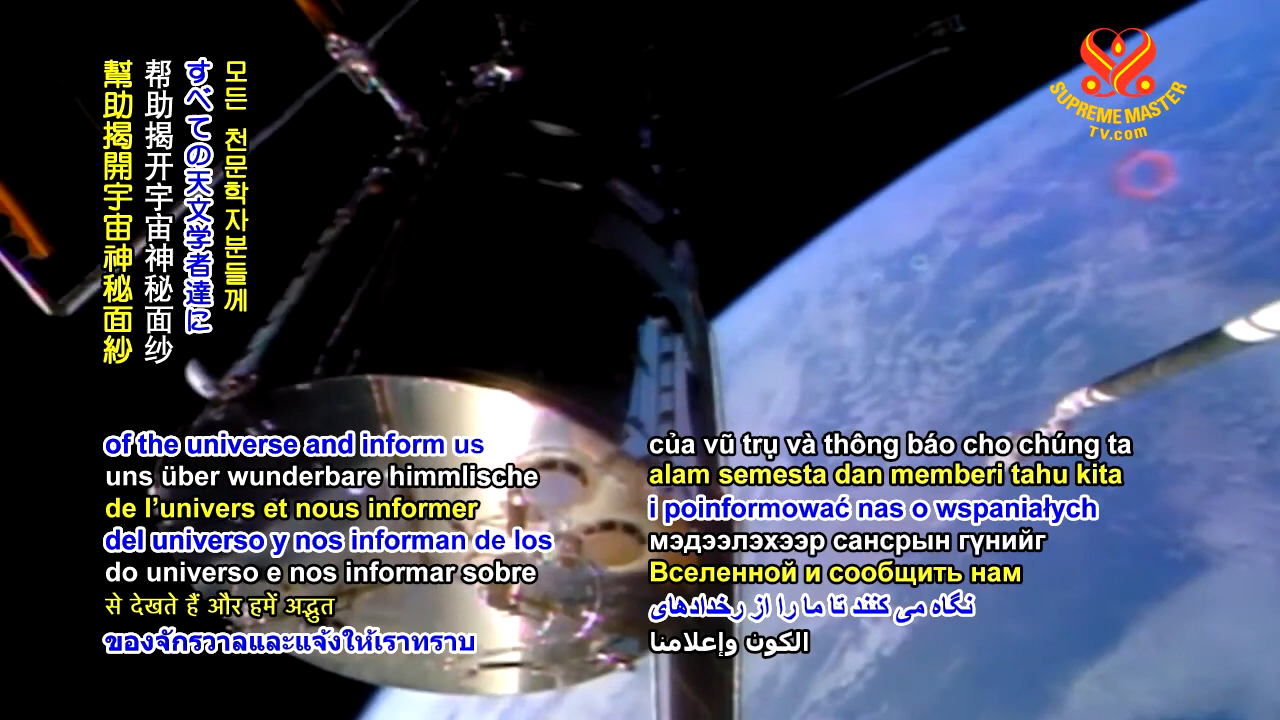 幫助揭開宇宙神秘面紗
帮助揭开宇宙神秘面纱
すべての天文学者達に
모든 천문학자분들께
SUPREME MASTER
TV.com
of the universe and inform us
uns über wunderbare himmlische
de l’univers et nous informer
del universo y nos informan de los
do universo e nos informar sobre
से देखते हैं और हमें अद्भुत
ของจักรวาลและแจ้งให้เราทราบ
của vũ trụ và thông báo cho chúng ta
alam semesta dan memberi tahu kita
i poinformować nas o wspaniałych
мэдээлэхээр сансрын гүнийг
Вселенной и сообщить нам
نگاه می کنند تا ما را از رخدادهای
الكون وإعلامنا